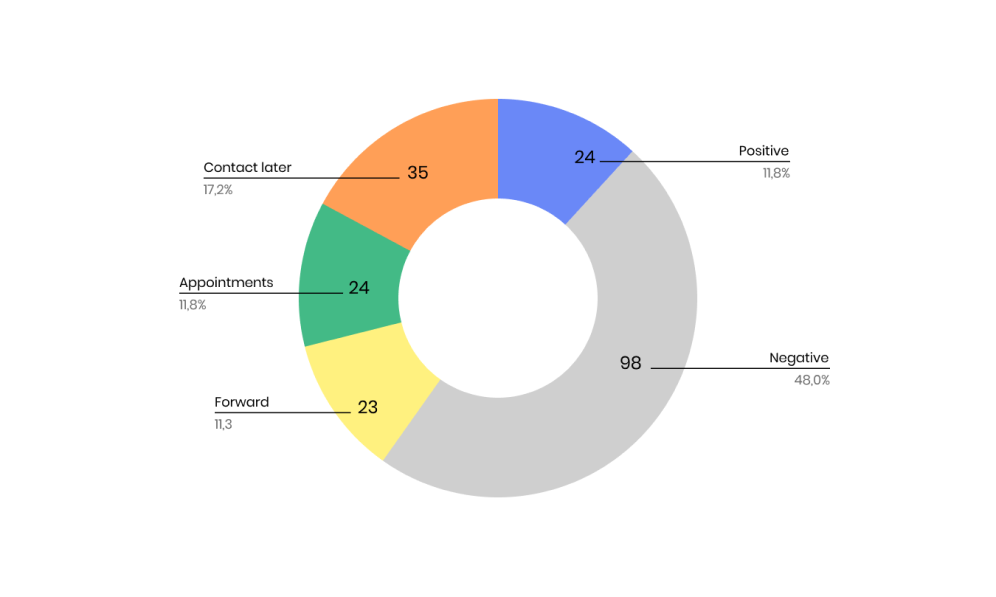 24
Positive
11,8%
Contact later
35
17,2%
Appointments
24
11,8%
98
Negative
48,0%
Forward
23
11,3